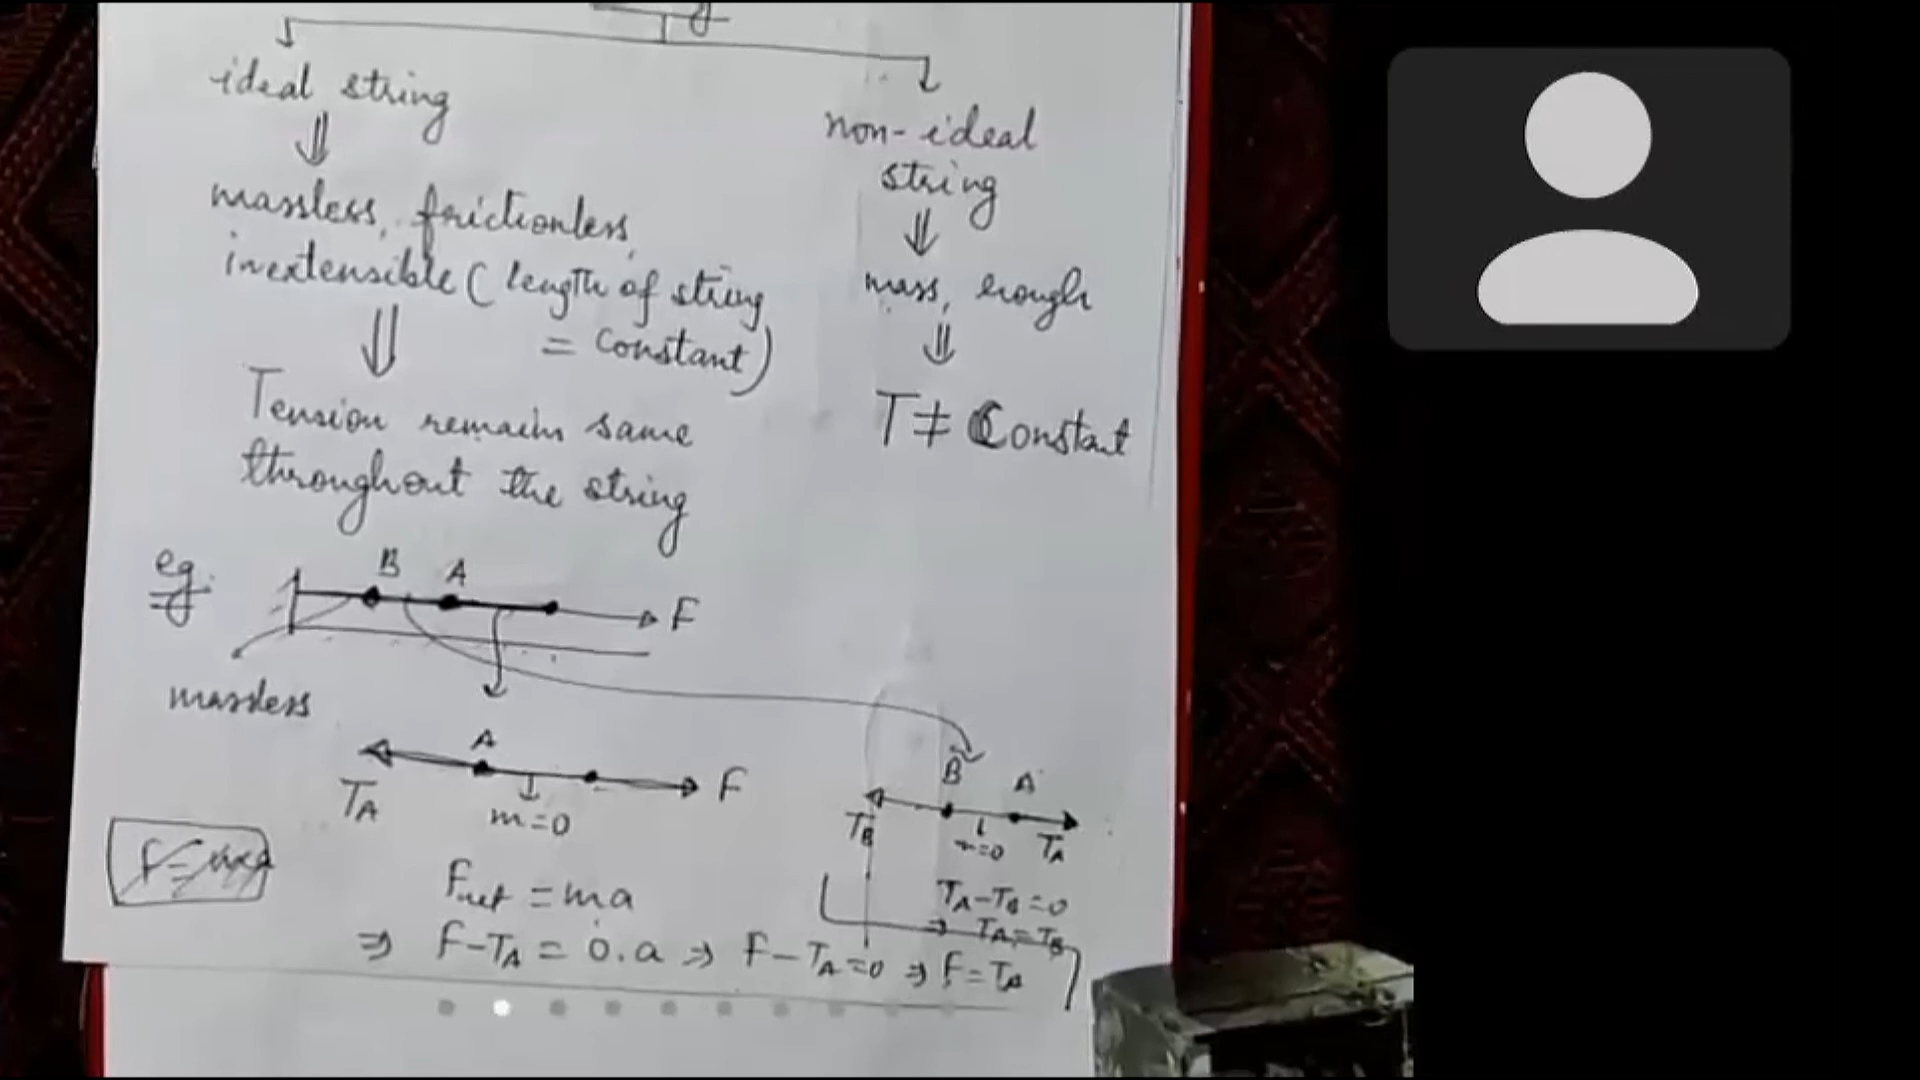 ideal string
massless, frictionless,
inextensible ( length of string
= Constant )
Tension remains same
throughout the string
non-ideal
string
mass, rough
T ≠ Constant
eg.
B A
F
massless
A
TA F
m=0
B A
TB TA
m=0
TA-TB=0
⇒ TA=TB
Fnet = ma
⇒ F-TA = 0.a ⇒ F-TA=0 ⇒ F=TA